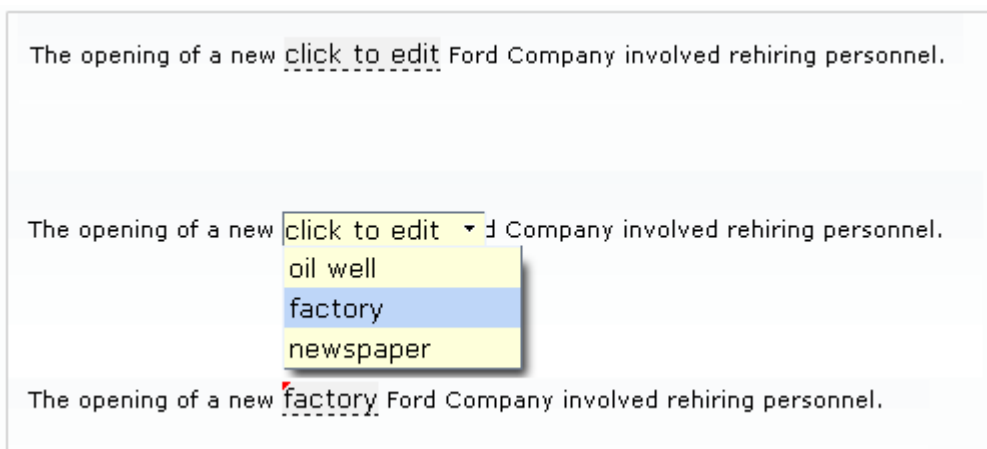 The opening of a new click to edit Ford Company involved rehiring personnel.
The opening of a new click to edit d Company involved rehiring personnel.
oil well
factory
newspaper
The opening of a new factory Ford Company involved rehiring personnel.